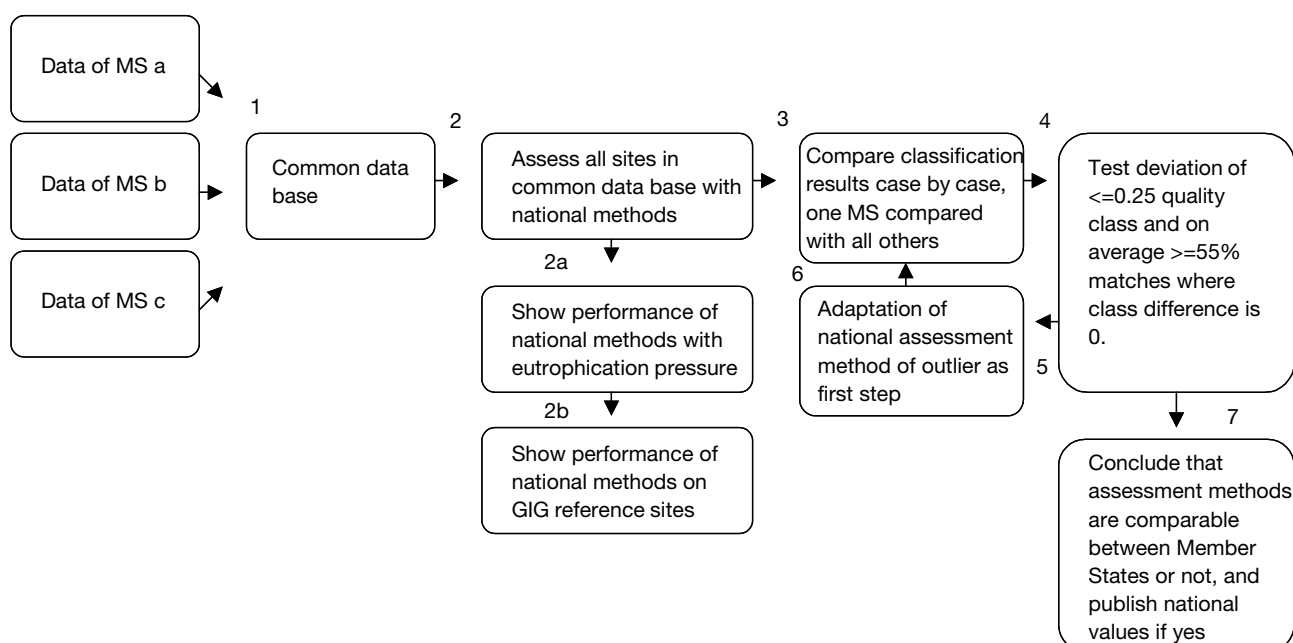 Data of MS a
Data of MS b
Data of MS c
1
Common data
base
2
Assess all sites in
common data base with
national methods
2a
Show performance of
national methods with
eutrophication pressure
2b
Show performance of
national methods on
GIG reference sites
3
Compare classification
results case by case,
one MS compared
with all others
6
Adaptation of
national assessment
method of outlier as
first step
4
Test deviation of
<=0.25 quality
class and on
average >=55%
matches where
class difference is
0.
5
7
Conclude that
assessment methods
are comparable
between Member
States or not, and
publish national
values if yes